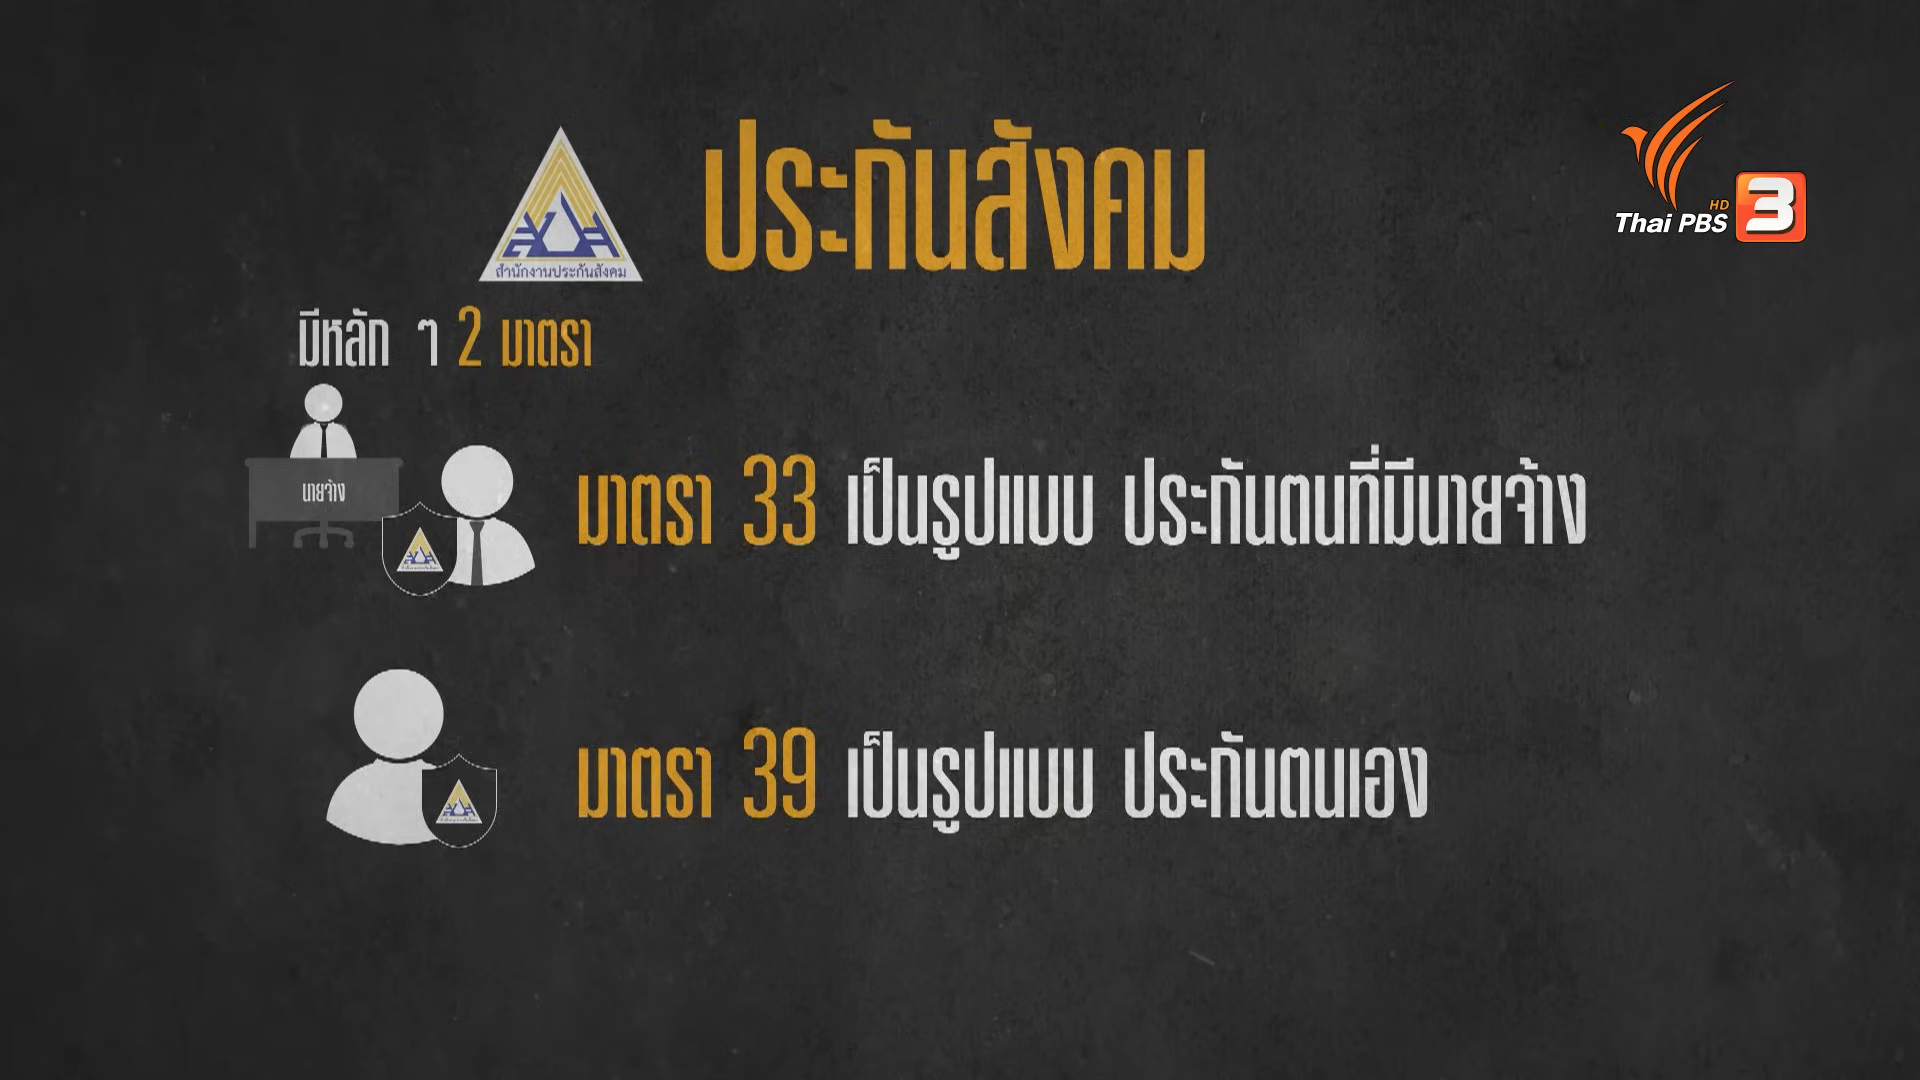 ประกันสังคม
สำนักงานประกันสังคม
Thai PBS
HD
3
มีหลัก ๆ 2 มาตรา
นายจ้าง
มาตรา 33 เป็นรูปแบบ ประกันตนที่มีนายจ้าง
มาตรา 39 เป็นรูปแบบ ประกันตนเอง